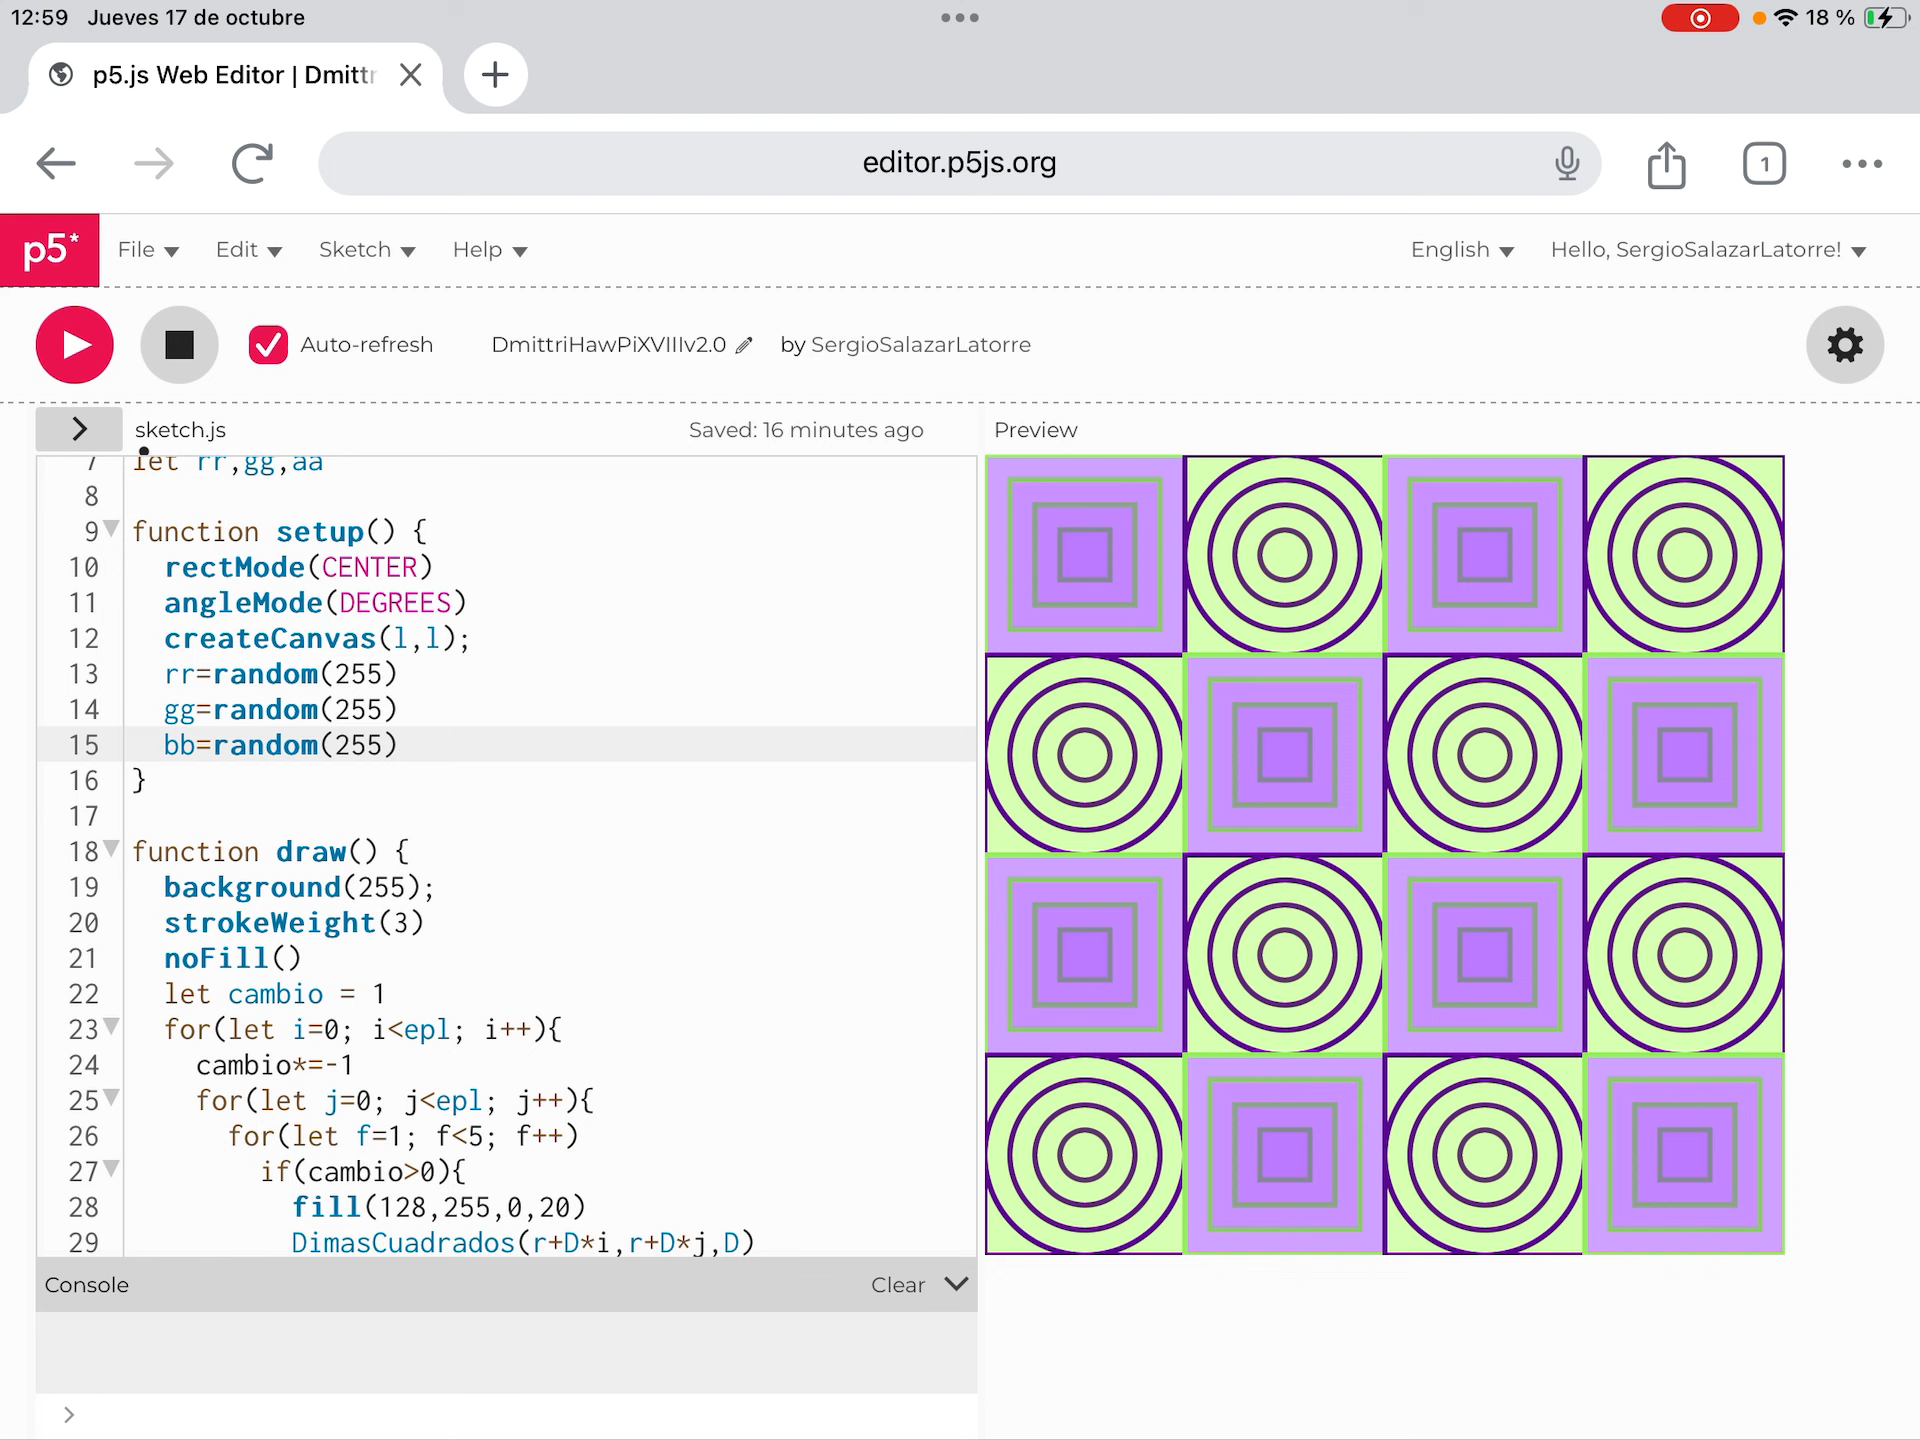 12:59 Jueves 17 de octubre 18 %
p5.js Web Editor | Dmittr
editor.p5js.org
1
p5* File Edit Sketch Help English Hello, SergioSalazarLatorre!
Auto-refresh DmittriHawPiXVIIIv2.0 by SergioSalazarLatorre
sketch.js Saved: 16 minutes ago Preview
7 let rr,gg,aa
8
9 function setup() {
10 rectMode(CENTER)
11 angleMode(DEGREES)
12 createCanvas(l,l);
13 rr=random(255)
14 gg=random(255)
15 bb=random(255)
16 }
17
18 function draw() {
19 background(255);
20 strokeWeight(3)
21 noFill()
22 let cambio = 1
23 for(let i=0; i<epl; i++){
24 cambio*=-1
25 for(let j=0; j<epl; j++){
26 for(let f=1; f<5; f++)
27 if(cambio>0){
28 fill(128,255,0,20)
29 DimasCuadrados(r+D*i,r+D*j,D)
Console Clear
>